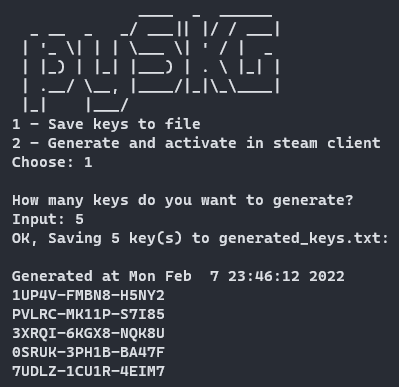 pySKG
1 - Save keys to file
2 - Generate and activate in steam client
Choose: 1
How many keys do you want to generate?
Input: 5
OK, Saving 5 key(s) to generated_keys.txt:
Generated at Mon Feb  7 23:46:12 2022
1UP4V-FMBN8-H5NY2
PVLRC-MK11P-S7I85
3XRQI-6KGX8-NQK8U
0SRUK-3PH1B-BA47F
7UDLZ-1CU1R-4EIM7